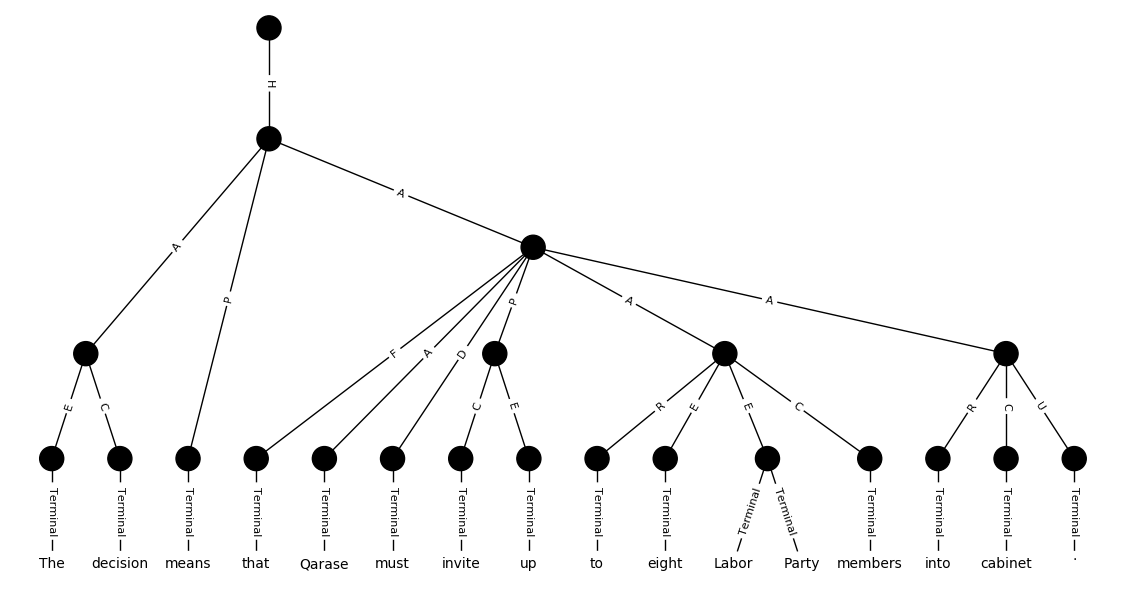 H
A
A
P
A
A
P
F
A
D
E
C
C
E
R
E
E
C
R
C
U
Terminal Terminal Terminal Terminal Terminal Terminal Terminal Terminal Terminal Terminal Terminal Terminal Terminal Terminal Terminal Terminal
The decision means that Qarase must invite up to eight Labor Party members into cabinet .